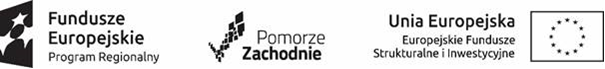 Fundusze
Europejskie
Program Regionalny
Pomorze
Zachodnie
Unia Europejska
Europejskie Fundusze
Strukturalne i Inwestycyjne